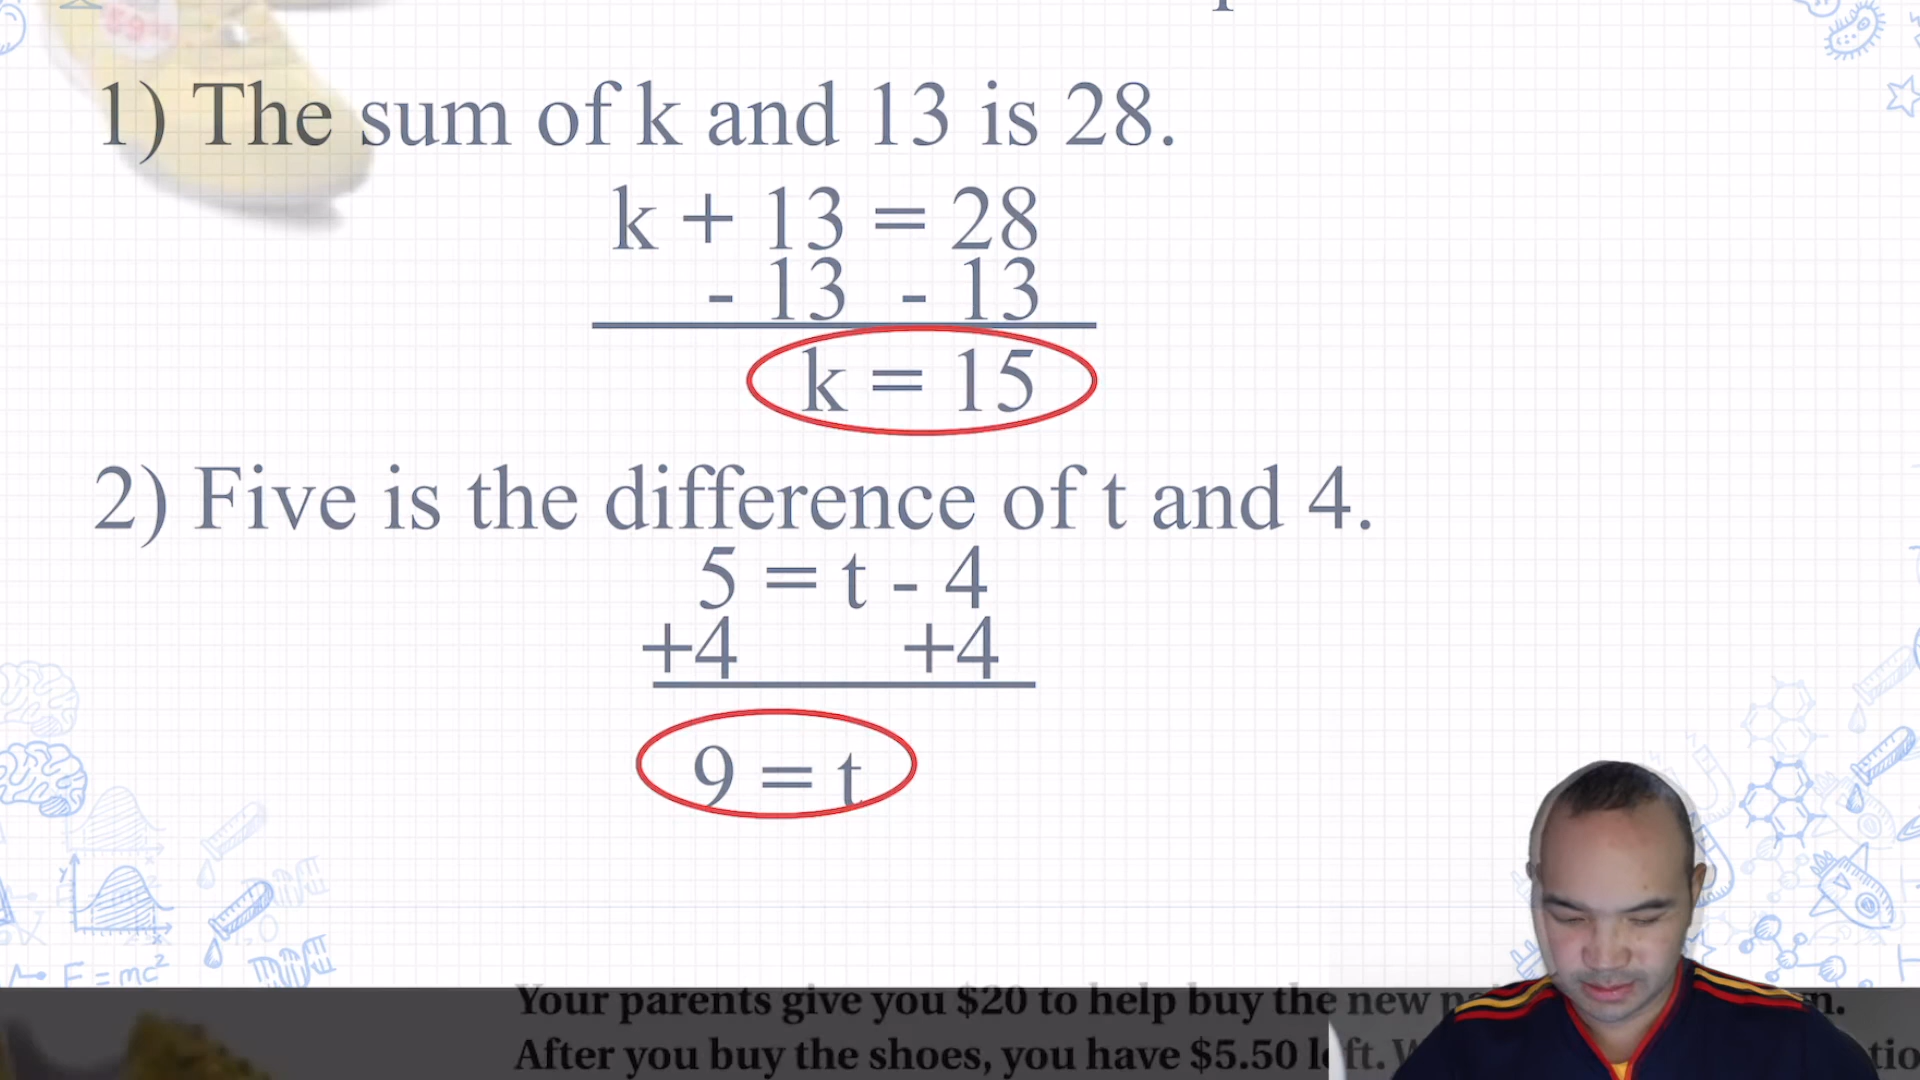 1) The sum of k and 13 is 28.
k + 13 = 28
- 13 - 13
k = 15
2) Five is the difference of t and 4.
5 = t - 4
+4 +4
9 = t
E = mc²
Your parents give you $20 to help buy the new
After you buy the shoes, you have $5.50 left.